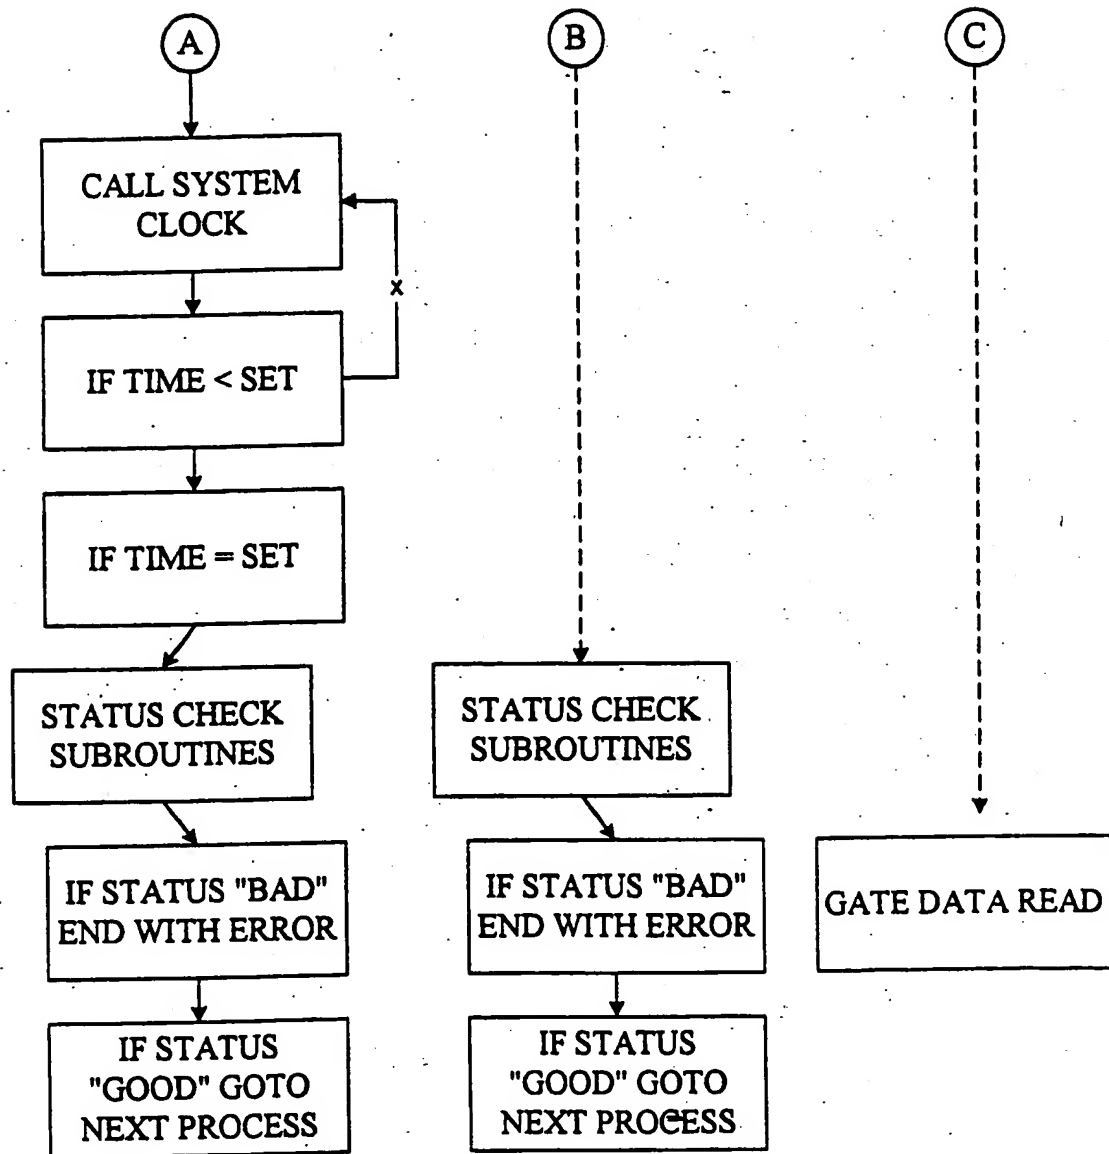 A
B
C
CALL SYSTEM
CLOCK
x
IF TIME < SET
IF TIME = SET
STATUS CHECK
SUBROUTINES
IF STATUS "BAD"
END WITH ERROR
IF STATUS
"GOOD" GOTO
NEXT PROCESS
STATUS CHECK
SUBROUTINES
IF STATUS "BAD"
END WITH ERROR
IF STATUS
"GOOD" GOTO
NEXT PROCESS
GATE DATA READ